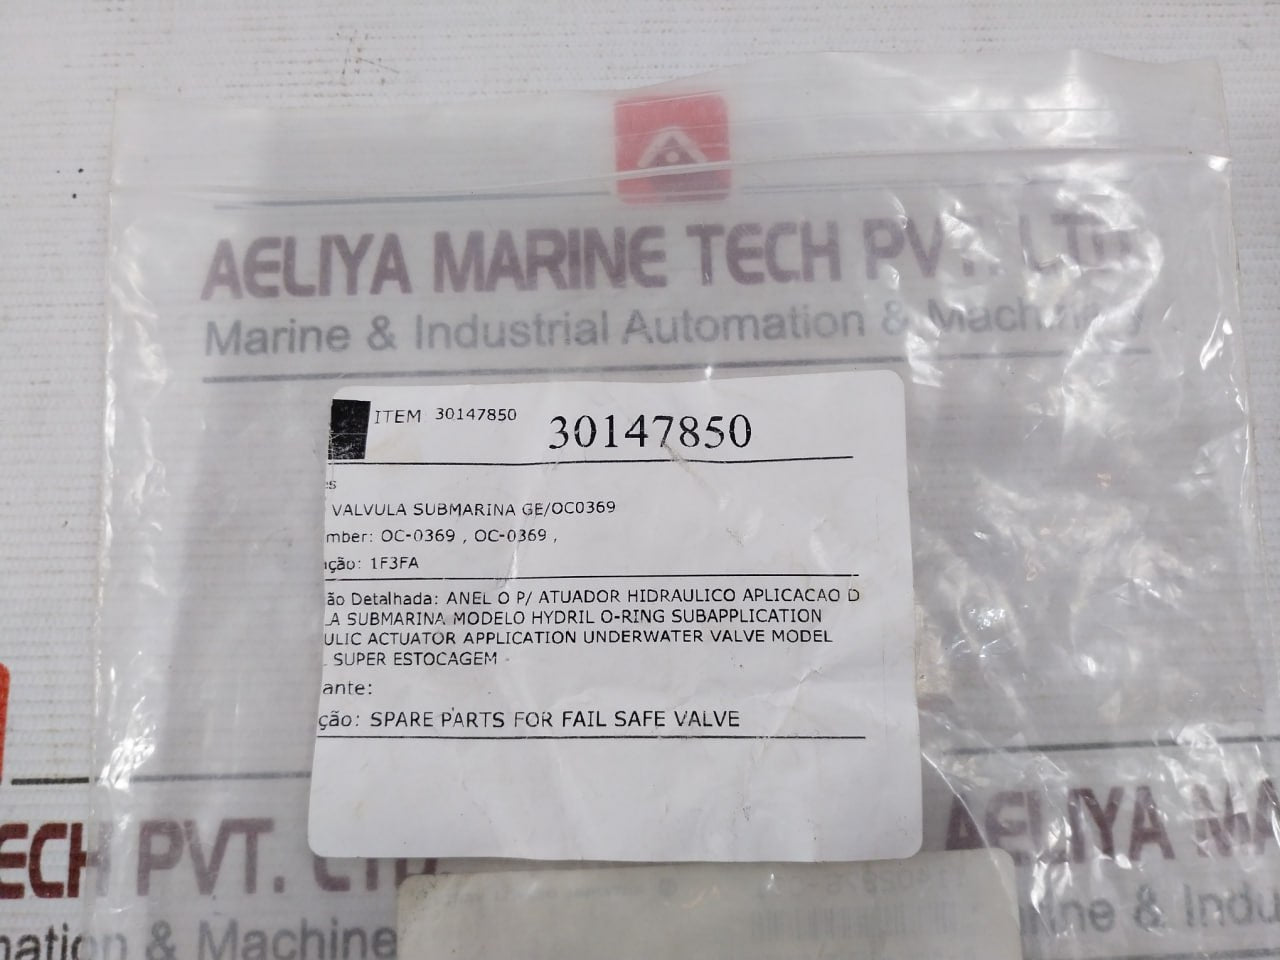 AELIYA MARINE TECH PVT. LTD
Marine & Industrial Automation & Machinery
ITEM 30147850 30147850
es
VALVULA SUBMARINA GE/OC0369
mber: OC-0369 , OC-0369 ,
ção: 1F3FA
ão Detalhada: ANEL O P/ ATUADOR HIDRAULICO APLICACAO D
LA SUBMARINA MODELO HYDRIL O-RING SUBAPPLICATION
ULIC ACTUATOR APPLICATION UNDERWATER VALVE MODEL
L SUPER ESTOCAGEM
ante:
ção: SPARE PARTS FOR FAIL SAFE VALVE
ECH PVT. LTD
nation & Machine
AELIYA MA
ine & Indu